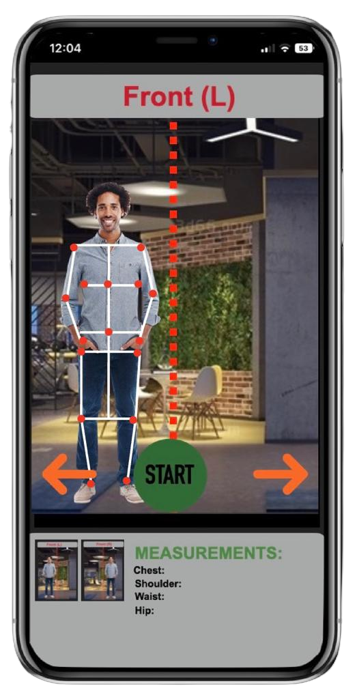 12:04
53
Front (L)
START
MEASUREMENTS:
Chest:
Shoulder:
Waist:
Hip: